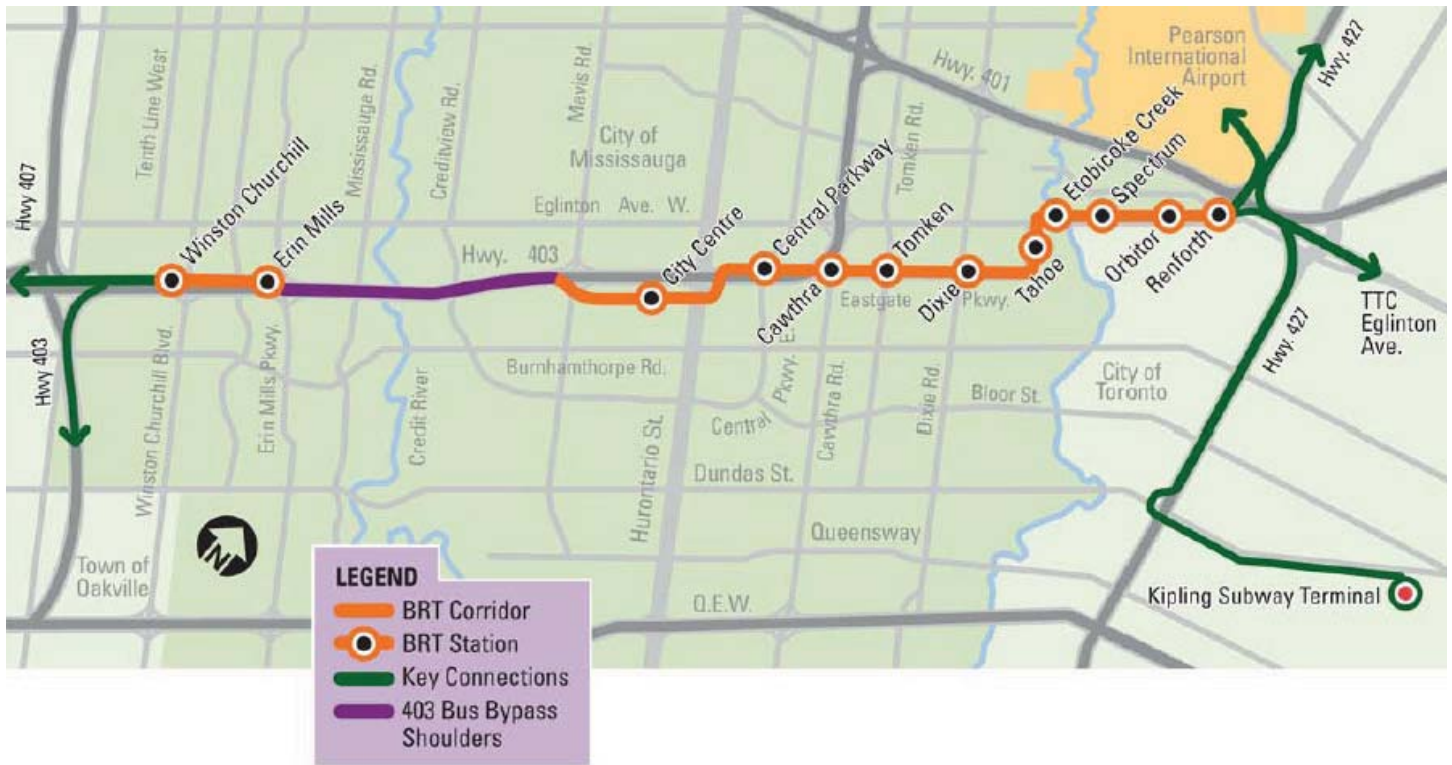 Hwy 407
Tenth Line West
Winston Churchill
Erin Mills
Mississauga Rd.
Creditview Rd.
Mavis Rd.
City of
Mississauga
Eglinton Ave. W.
Hwy. 403
City Centre
Central Parkway
Cawthra
Tomken Rd.
Tomken
Eastgate Pkwy.
Dixie
Tahoe
Hwy. 401
Pearson
International
Airport
Etobicoke Creek
Spectrum
Orbitor
Renforth
Hwy. 427
TTC
Eglinton
Ave.
Hwy. 427
City of
Toronto
Hwy 403
Winston Churchill Blvd.
Erin Mills Pkwy.
Credit River
Burnhamthorpe Rd.
Hurontario St.
Central Pkwy. E.
Cawthra Rd.
Dixie Rd.
Bloor St.
Dundas St.
Queensway
Q.E.W.
Town of
Oakville
N
Kipling Subway Terminal
LEGEND
BRT Corridor
BRT Station
Key Connections
403 Bus Bypass
Shoulders